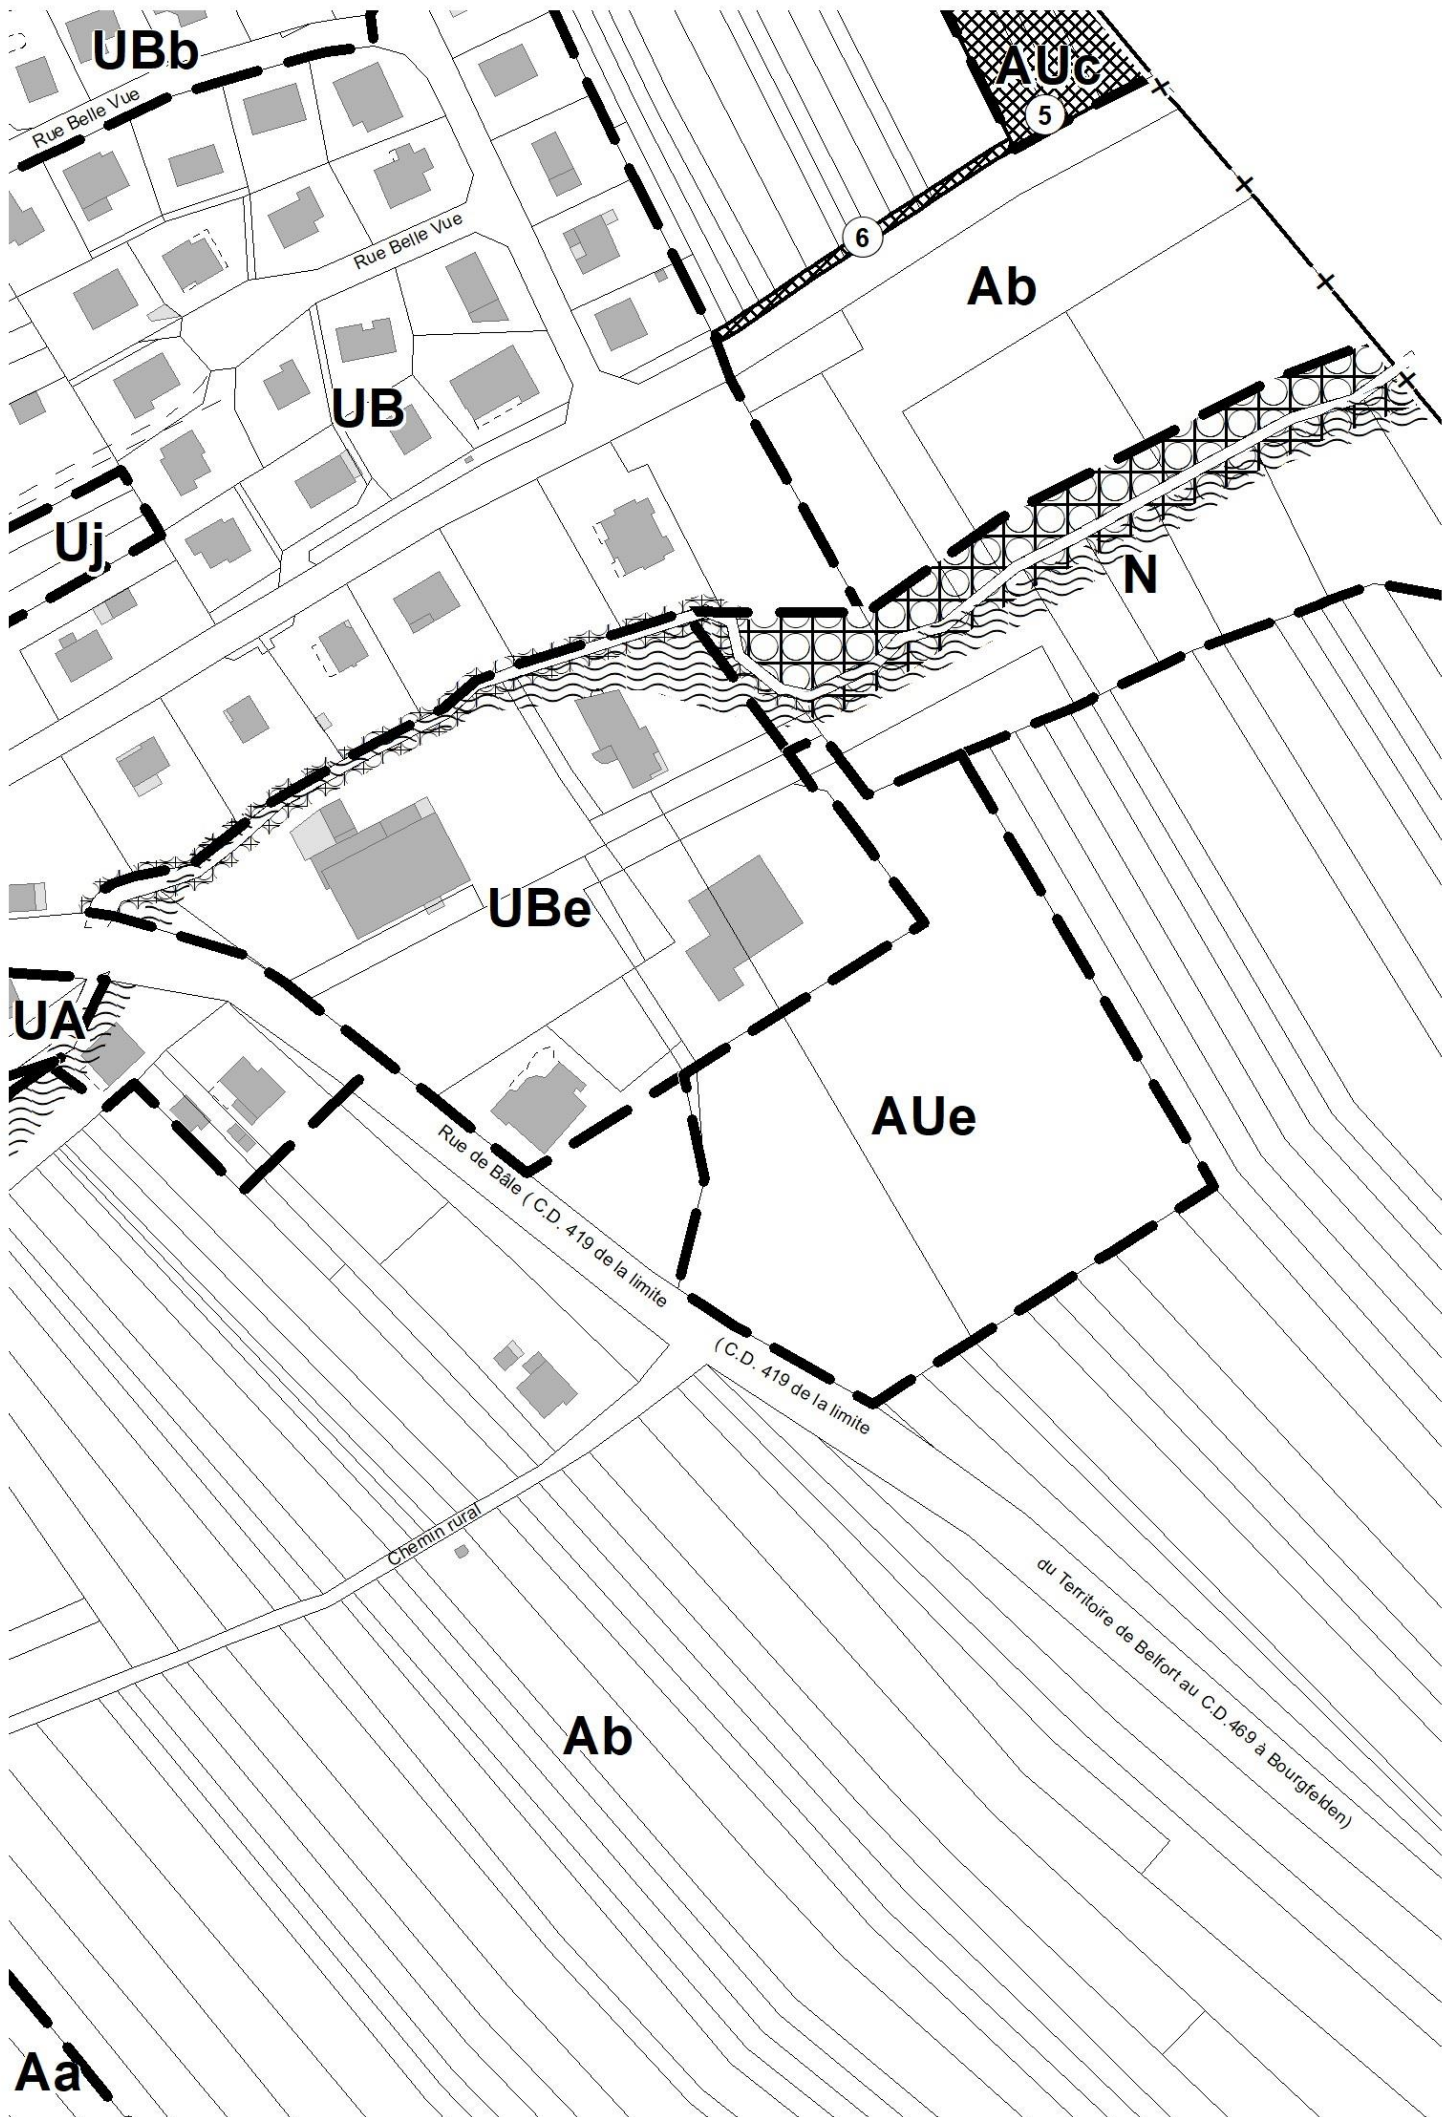 UBb
AUc
Rue Belle Vue
5
Rue Belle Vue
6
Ab
UB
Uj
N
UBe
UA
AUe
Rue de Bâle ( C.D. 419 de la limite
( C.D. 419 de la limite
Chemin rural
du Territoire de Belfort au C.D.469 à Bourgfelden)
Ab
Aa